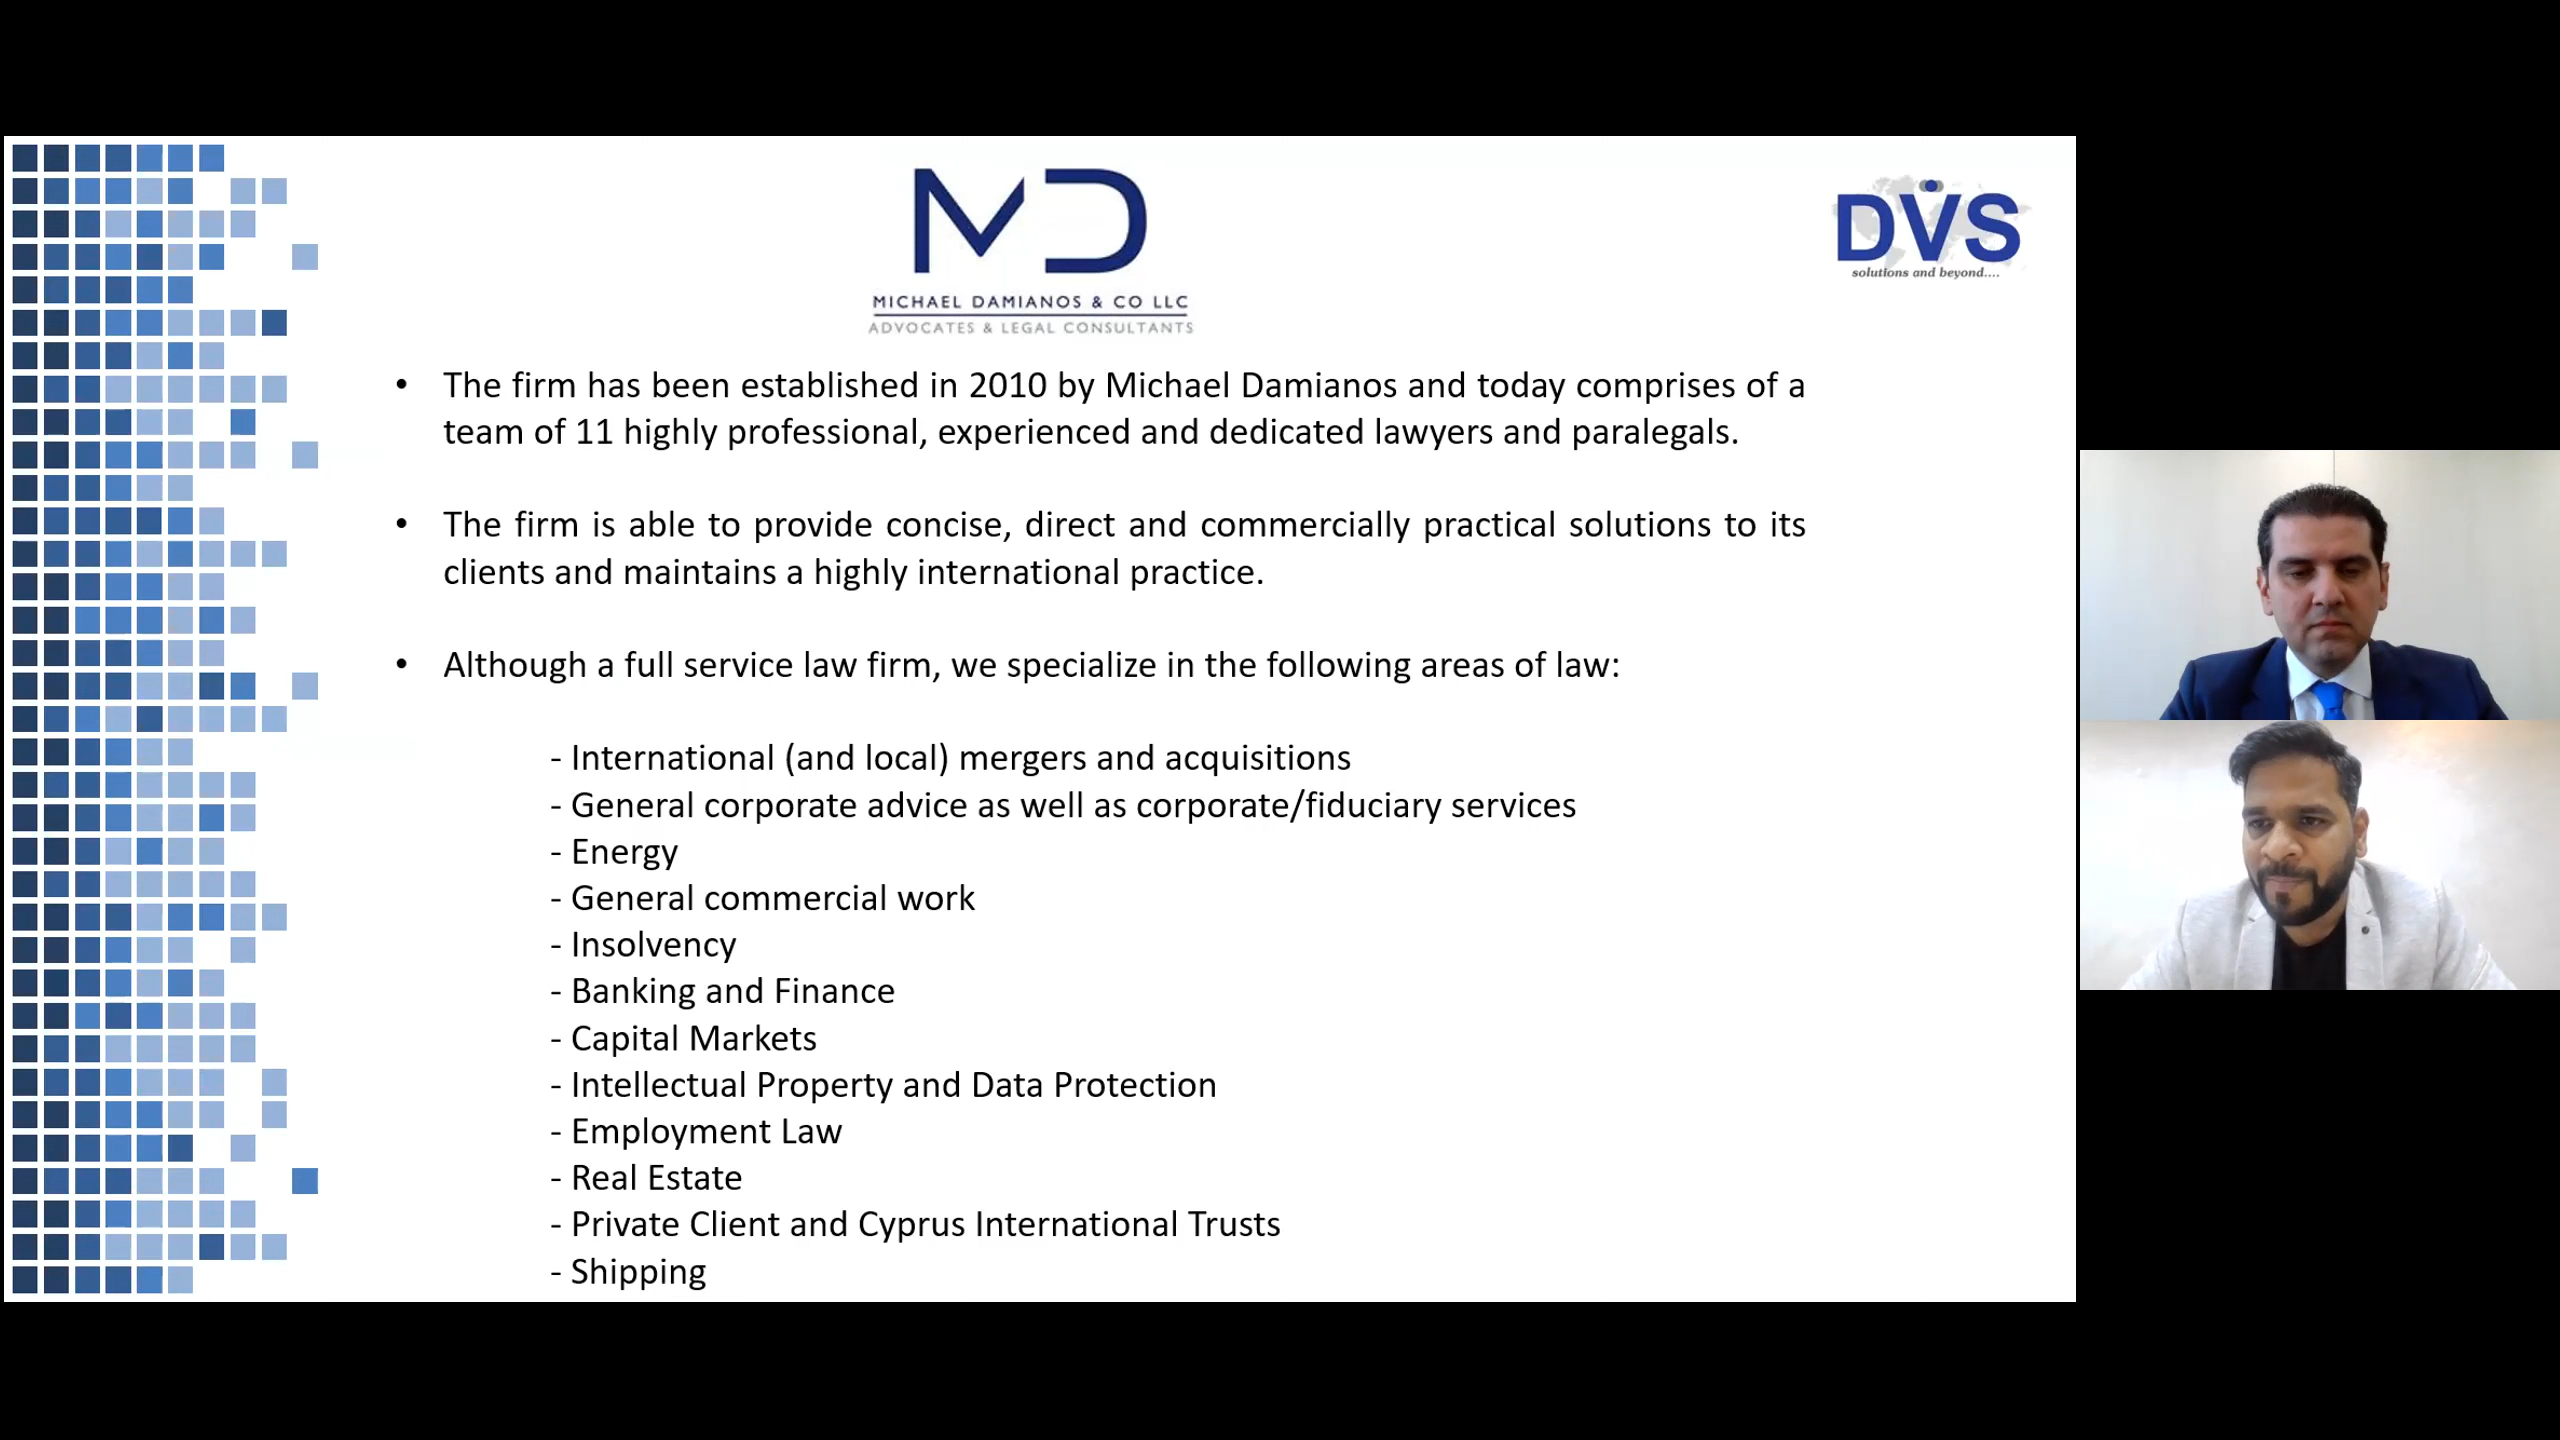 MD
MICHAEL DAMIANOS & CO LLC
ADVOCATES & LEGAL CONSULTANTS
DVS
solutions and beyond....
• The firm has been established in 2010 by Michael Damianos and today comprises of a
team of 11 highly professional, experienced and dedicated lawyers and paralegals.
• The firm is able to provide concise, direct and commercially practical solutions to its
clients and maintains a highly international practice.
• Although a full service law firm, we specialize in the following areas of law:
- International (and local) mergers and acquisitions
- General corporate advice as well as corporate/fiduciary services
- Energy
- General commercial work
- Insolvency
- Banking and Finance
- Capital Markets
- Intellectual Property and Data Protection
- Employment Law
- Real Estate
- Private Client and Cyprus International Trusts
- Shipping